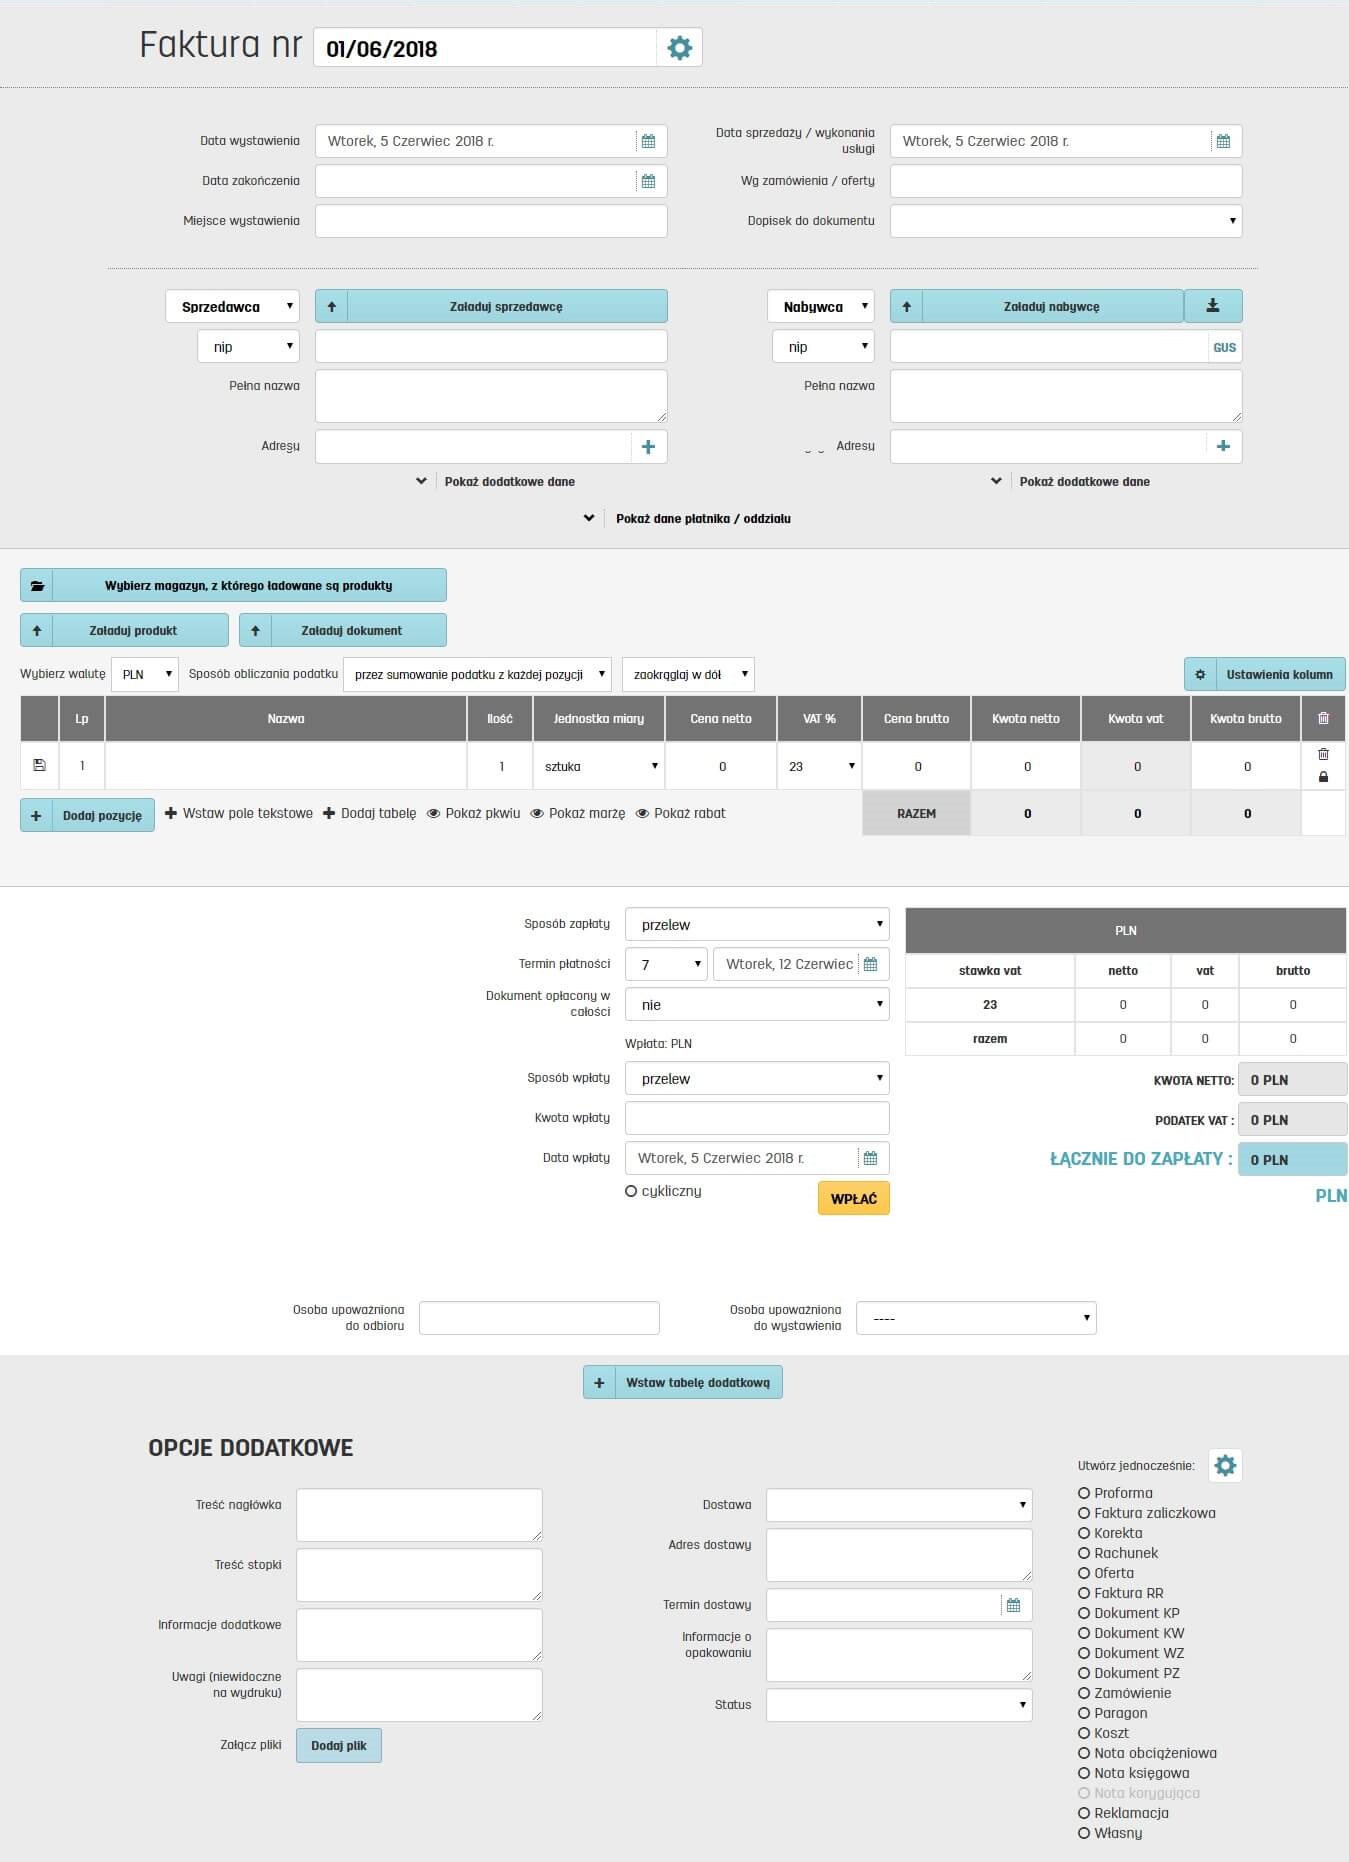 Faktura nr 01/06/2018
Data wystawienia Wtorek, 5 Czerwiec 2018 r.
Data sprzedaży / wykonania usługi Wtorek, 5 Czerwiec 2018 r.
Data zakończenia
Wg zamówienia / oferty
Miejsce wystawienia
Dopisek do dokumentu
Sprzedawca Załaduj sprzedawcę
Nabywca Załaduj nabywcę
nip
nip GUS
Pełna nazwa
Pełna nazwa
Adresy
Adresy
Pokaż dodatkowe dane
Pokaż dodatkowe dane
Pokaż dane płatnika / oddziału
Wybierz magazyn, z którego ładowane są produkty
Załaduj produkt Załaduj dokument
Wybierz walutę PLN Sposób obliczania podatku przez sumowanie podatku z każdej pozycji zaokrąglaj w dół Ustawienia kolumn
Lp Nazwa Ilość Jednostka miary Cena netto VAT % Cena brutto Kwota netto Kwota vat Kwota brutto
1 1 sztuka 0 23 0 0 0 0
Dodaj pozycję Wstaw pole tekstowe Dodaj tabelę Pokaż pkwiu Pokaż marżę Pokaż rabat RAZEM 0 0 0
Sposób zapłaty przelew
Termin płatności 7 Wtorek, 12 Czerwiec
Dokument opłacony w
całości nie
Wpłata: PLN
Sposób wpłaty przelew
Kwota wpłaty
Data wpłaty Wtorek, 5 Czerwiec 2018 r.
cykliczny WPŁAĆ
PLN
stawka vat netto vat brutto
23 0 0 0
razem 0 0 0
KWOTA NETTO: 0 PLN
PODATEK VAT : 0 PLN
ŁĄCZNIE DO ZAPŁATY : 0 PLN
PLN
Osoba upoważniona
do odbioru
Osoba upoważniona
do wystawienia ----
Wstaw tabelę dodatkową
OPCJE DODATKOWE
Treść nagłówka
Treść stopki
Informacje dodatkowe
Uwagi (niewidoczne
na wydruku)
Załącz pliki Dodaj plik
Dostawa
Adres dostawy
Termin dostawy
Informacje o
opakowaniu
Status
Utwórz jednocześnie:
Proforma
Faktura zaliczkowa
Korekta
Rachunek
Oferta
Faktura RR
Dokument KP
Dokument KW
Dokument WZ
Dokument PZ
Zamówienie
Paragon
Koszt
Nota obciążeniowa
Nota księgowa
Nota korygująca
Reklamacja
Własny